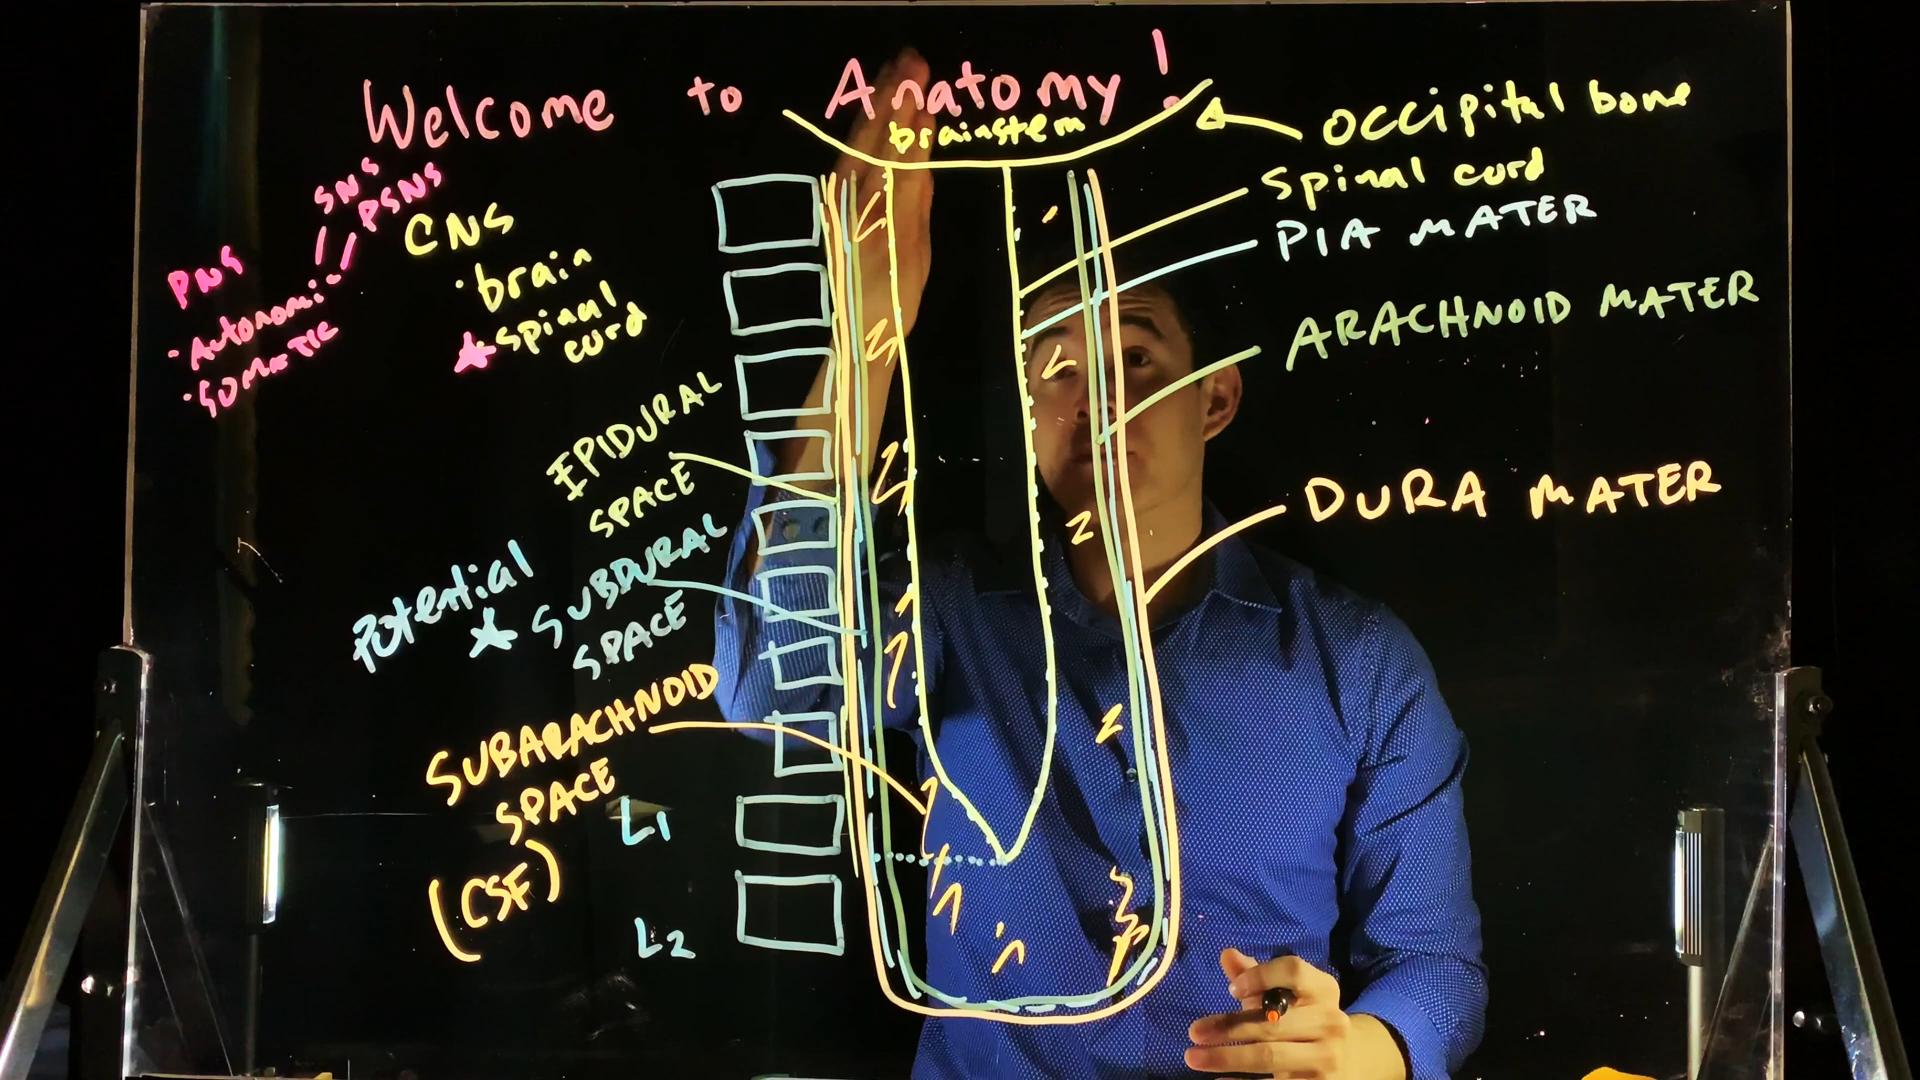 Welcome to Anatomy!
brainstem
Occipital bone
Spinal cord
PIA MATER
ARACHNOID MATER
DURA MATER
SNS
PSNS
PNS
·Autonomic
·Somatic
CNS
·brain
spinal
cord
EPIDURAL
SPACE
Potential
SUBDURAL
SPACE
SUBARACHNOID
SPACE
(CSF)
L1
L2